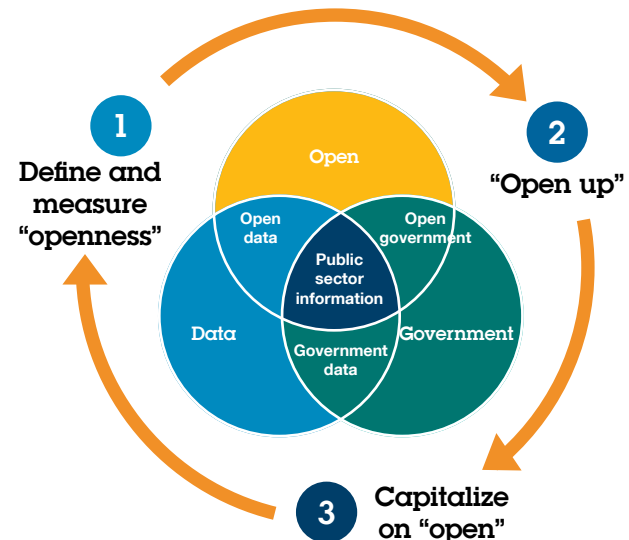 1
Define and
measure
“openness”
2
“Open up”
Open
Open
data
Open
government
Public
sector
information
Data
Government
Government
data
3
Capitalize
on “open”